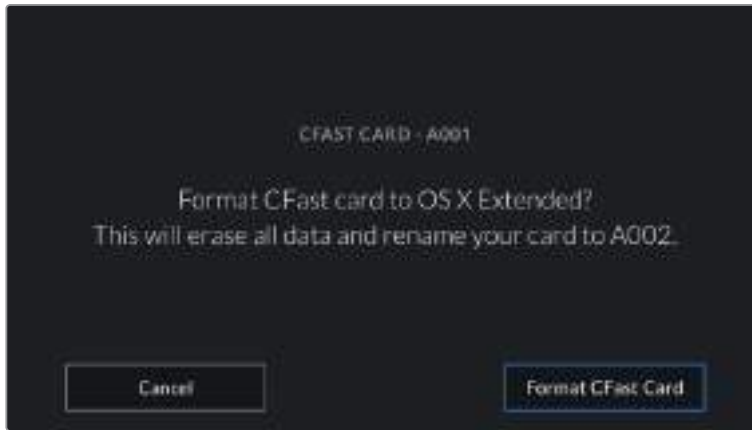 CFAST CARD - A001
Format CFast card to OS X Extended?
This will erase all data and rename your card to A002.
Cancel
Format CFast Card